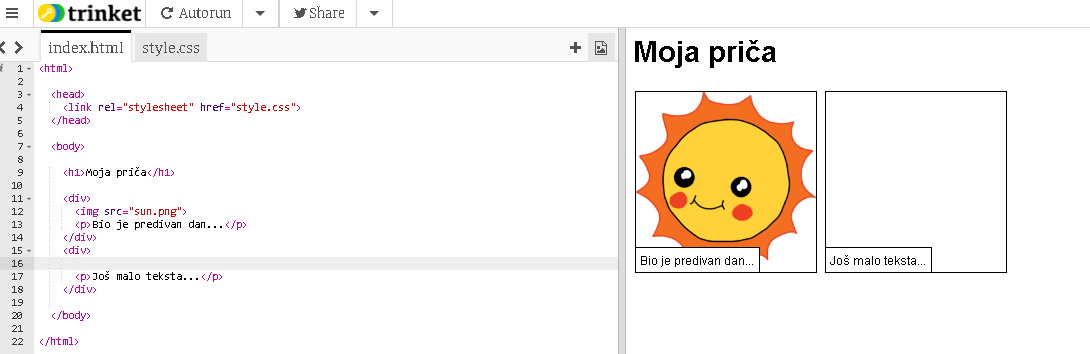 trinket Autorun Share
index.html style.css
1 <html>
2
3 <head>
4 <link rel="stylesheet" href="style.css">
5 </head>
6
7 <body>
8
9 <h1>Moja priča</h1>
10
11 <div>
12 <img src="sun.png">
13 <p>Bio je predivan dan...</p>
14 </div>
15 <div>
16
17 <p>Još malo teksta...</p>
18 </div>
19
20 </body>
21
22 </html>
Moja priča
Bio je predivan dan...
Još malo teksta...